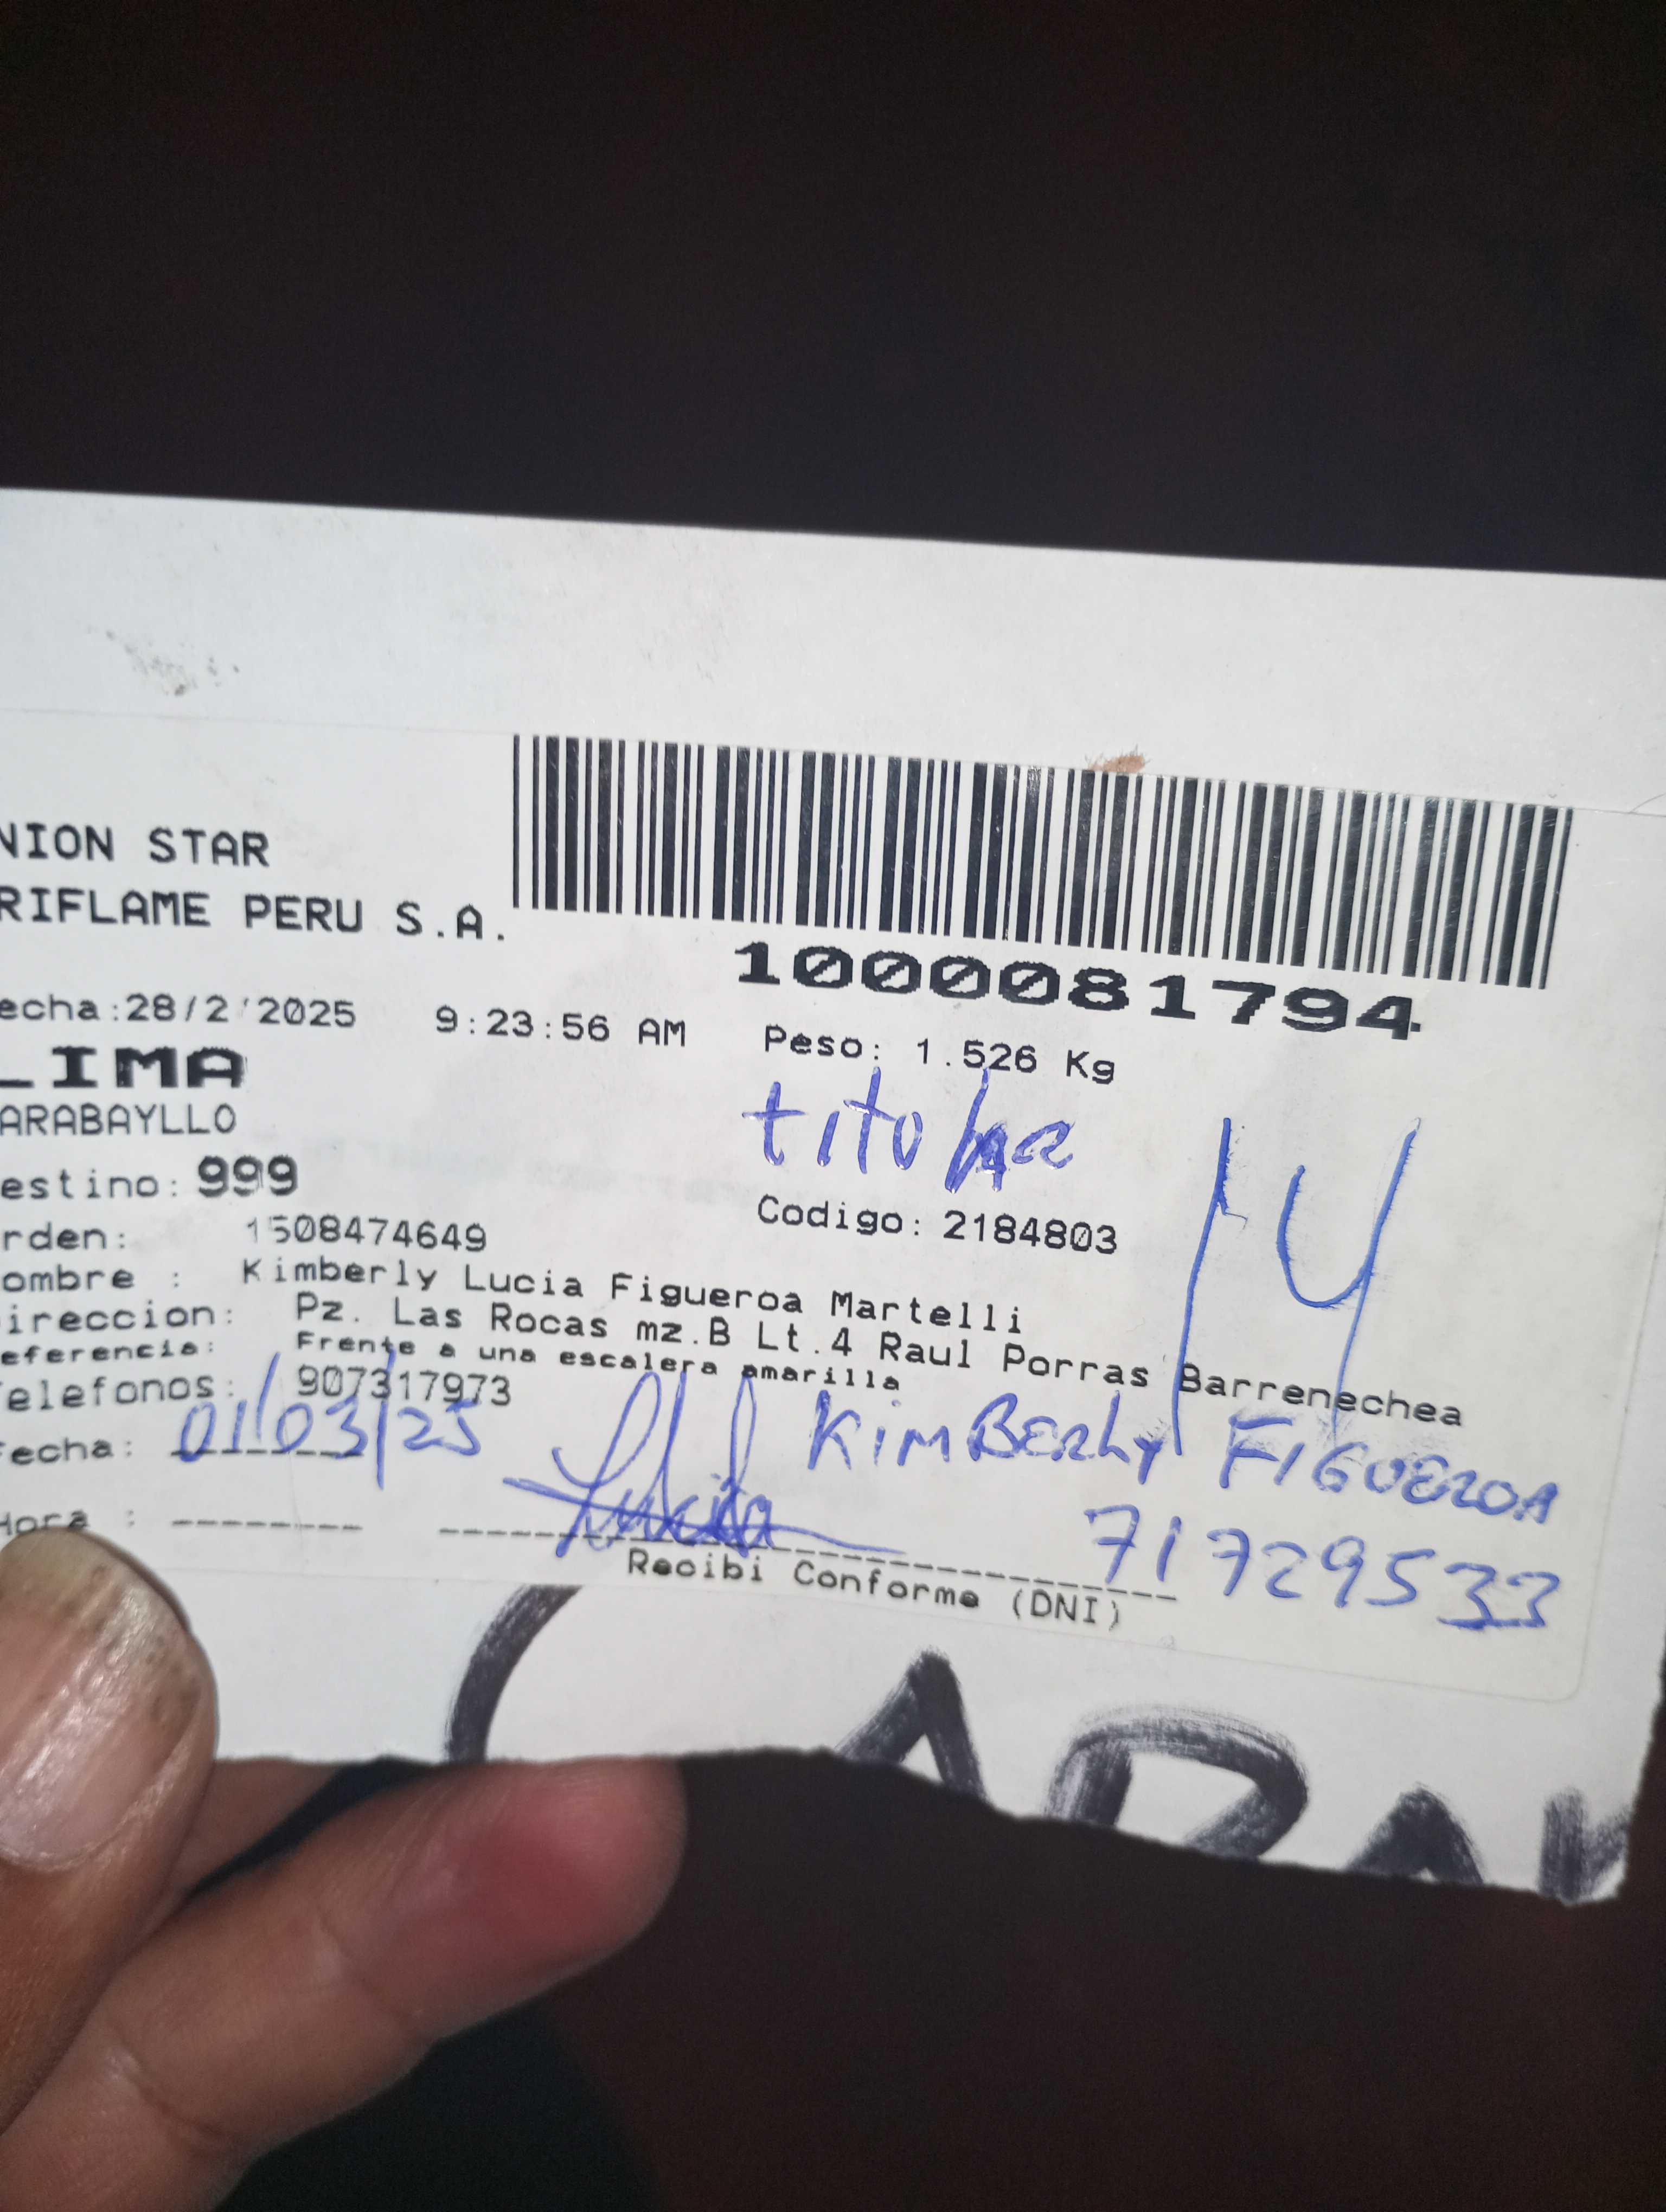 NION STAR
RIFLAME PERU S.A.
1000081794
echa:28/2/2025 9:23:56 AM Peso: 1.526 Kg
LIMA
ARABAYLLO
titular
estino: 999
Codigo: 2184803
rden: 1508474649
ombre : Kimberly Lucia Figueroa Martelli
ireccion: Pz. Las Rocas mz.B Lt.4 Raul Porras Barrenechea
eferencia: Frente a una escalera amarilla
elefonos: 907317973
echa: 01/03/25
KimBERLy FIGUEROA
Hora : --------
Lucia
71729533
Recibi Conforme (DNI)